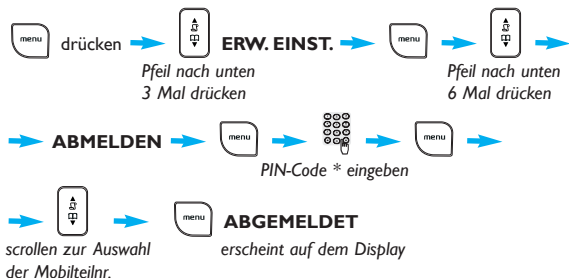 menu drücken ERW. EINST. menu
Pfeil nach unten Pfeil nach unten
3 Mal drücken 6 Mal drücken
ABMELDEN menu menu
PIN-Code * eingeben
menu ABGEMELDET
scrollen zur Auswahl erscheint auf dem Display
der Mobilteilnr.